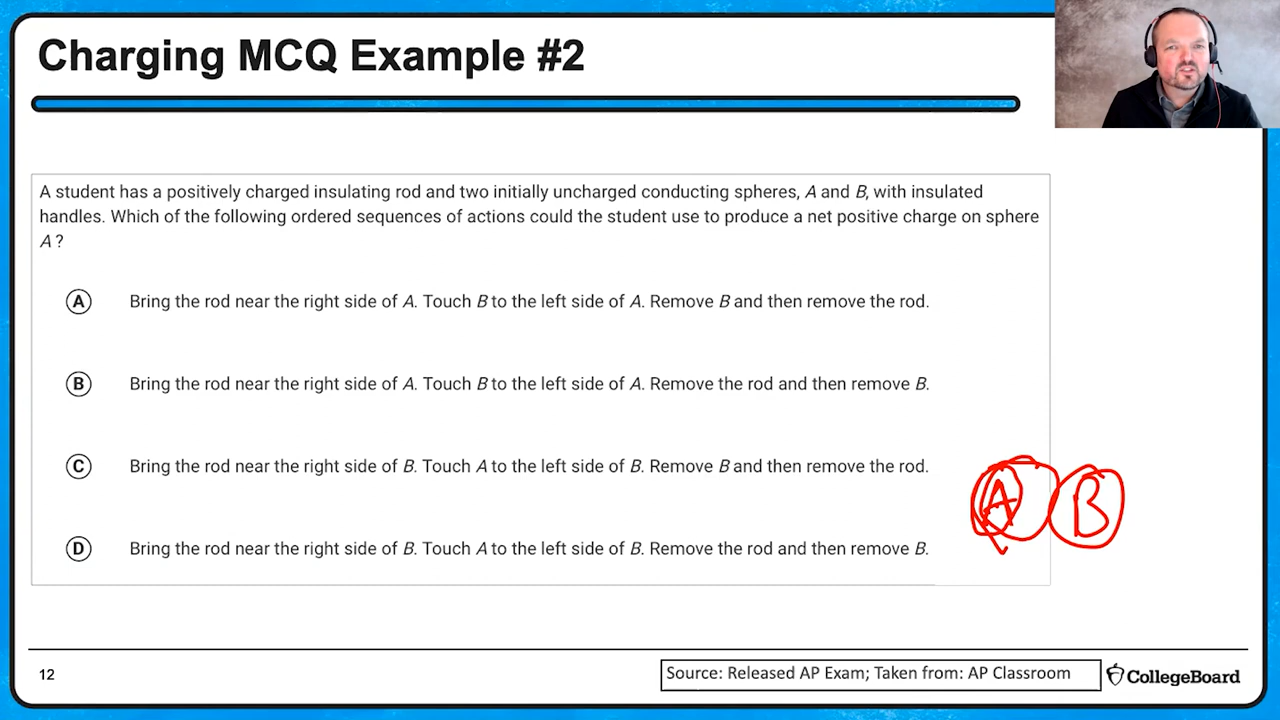 Charging MCQ Example #2
A student has a positively charged insulating rod and two initially uncharged conducting spheres, A and B, with insulated
handles. Which of the following ordered sequences of actions could the student use to produce a net positive charge on sphere
A ?
A Bring the rod near the right side of A. Touch B to the left side of A. Remove B and then remove the rod.
B Bring the rod near the right side of A. Touch B to the left side of A. Remove the rod and then remove B.
C Bring the rod near the right side of B. Touch A to the left side of B. Remove B and then remove the rod.
A B
D Bring the rod near the right side of B. Touch A to the left side of B. Remove the rod and then remove B.
12
Source: Released AP Exam; Taken from: AP Classroom
CollegeBoard